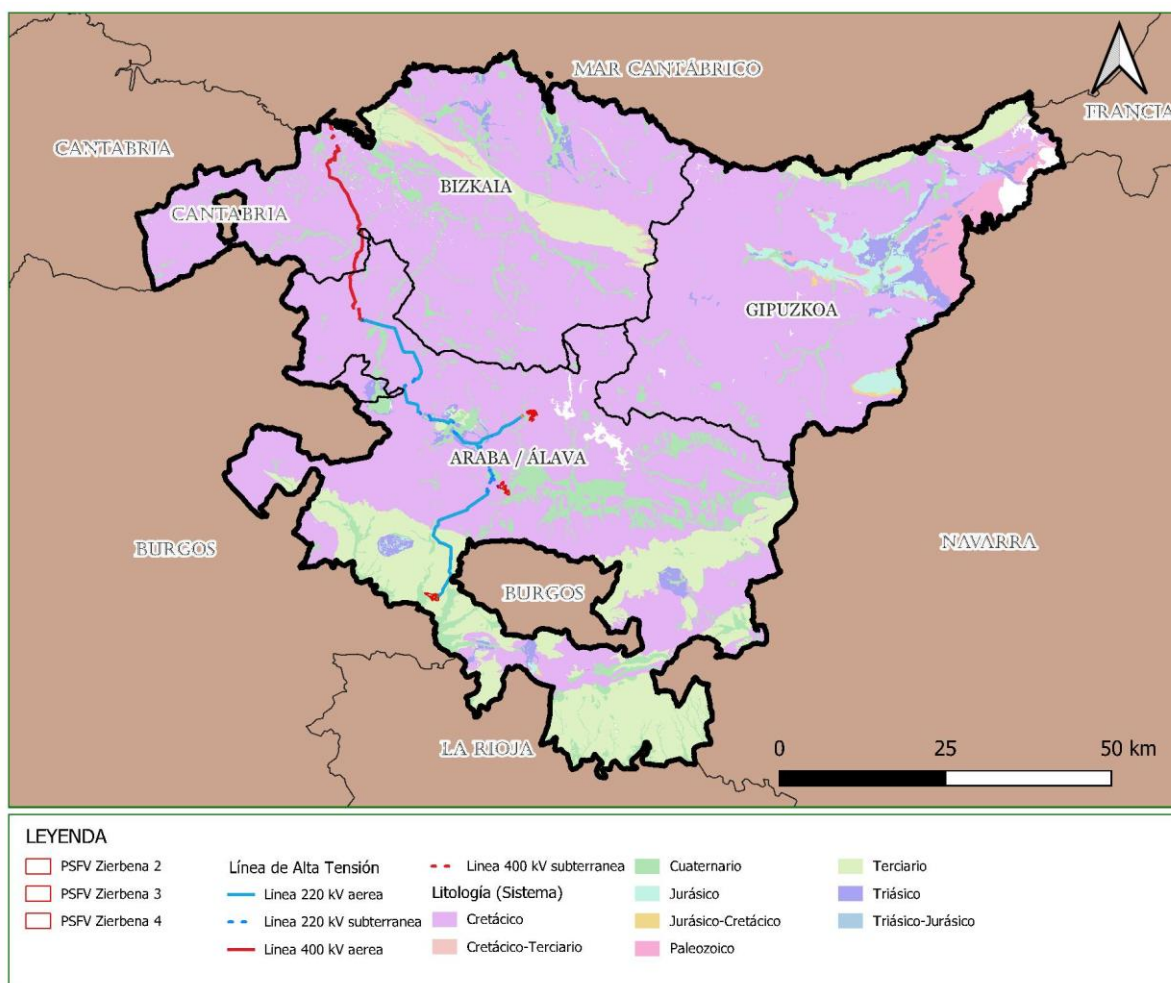 MAR CANTÁBRICO
FRANCIA
CANTABRIA
BIZKAIA
CANTABRIA
GIPUZKOA
ARABA / ÁLAVA
BURGOS
NAVARRA
BURGOS
LA RIOJA
0 25 50 km
LEYENDA
PSFV Zierbena 2
PSFV Zierbena 3
PSFV Zierbena 4
Línea de Alta Tensión
Línea 220 kV aerea
Línea 220 kV subterranea
Línea 400 kV aerea
Linea 400 kV subterranea
Litología (Sistema)
Cretácico
Cretácico-Terciario
Cuaternario
Jurásico
Jurásico-Cretácico
Paleozoico
Terciario
Triásico
Triásico-Jurásico